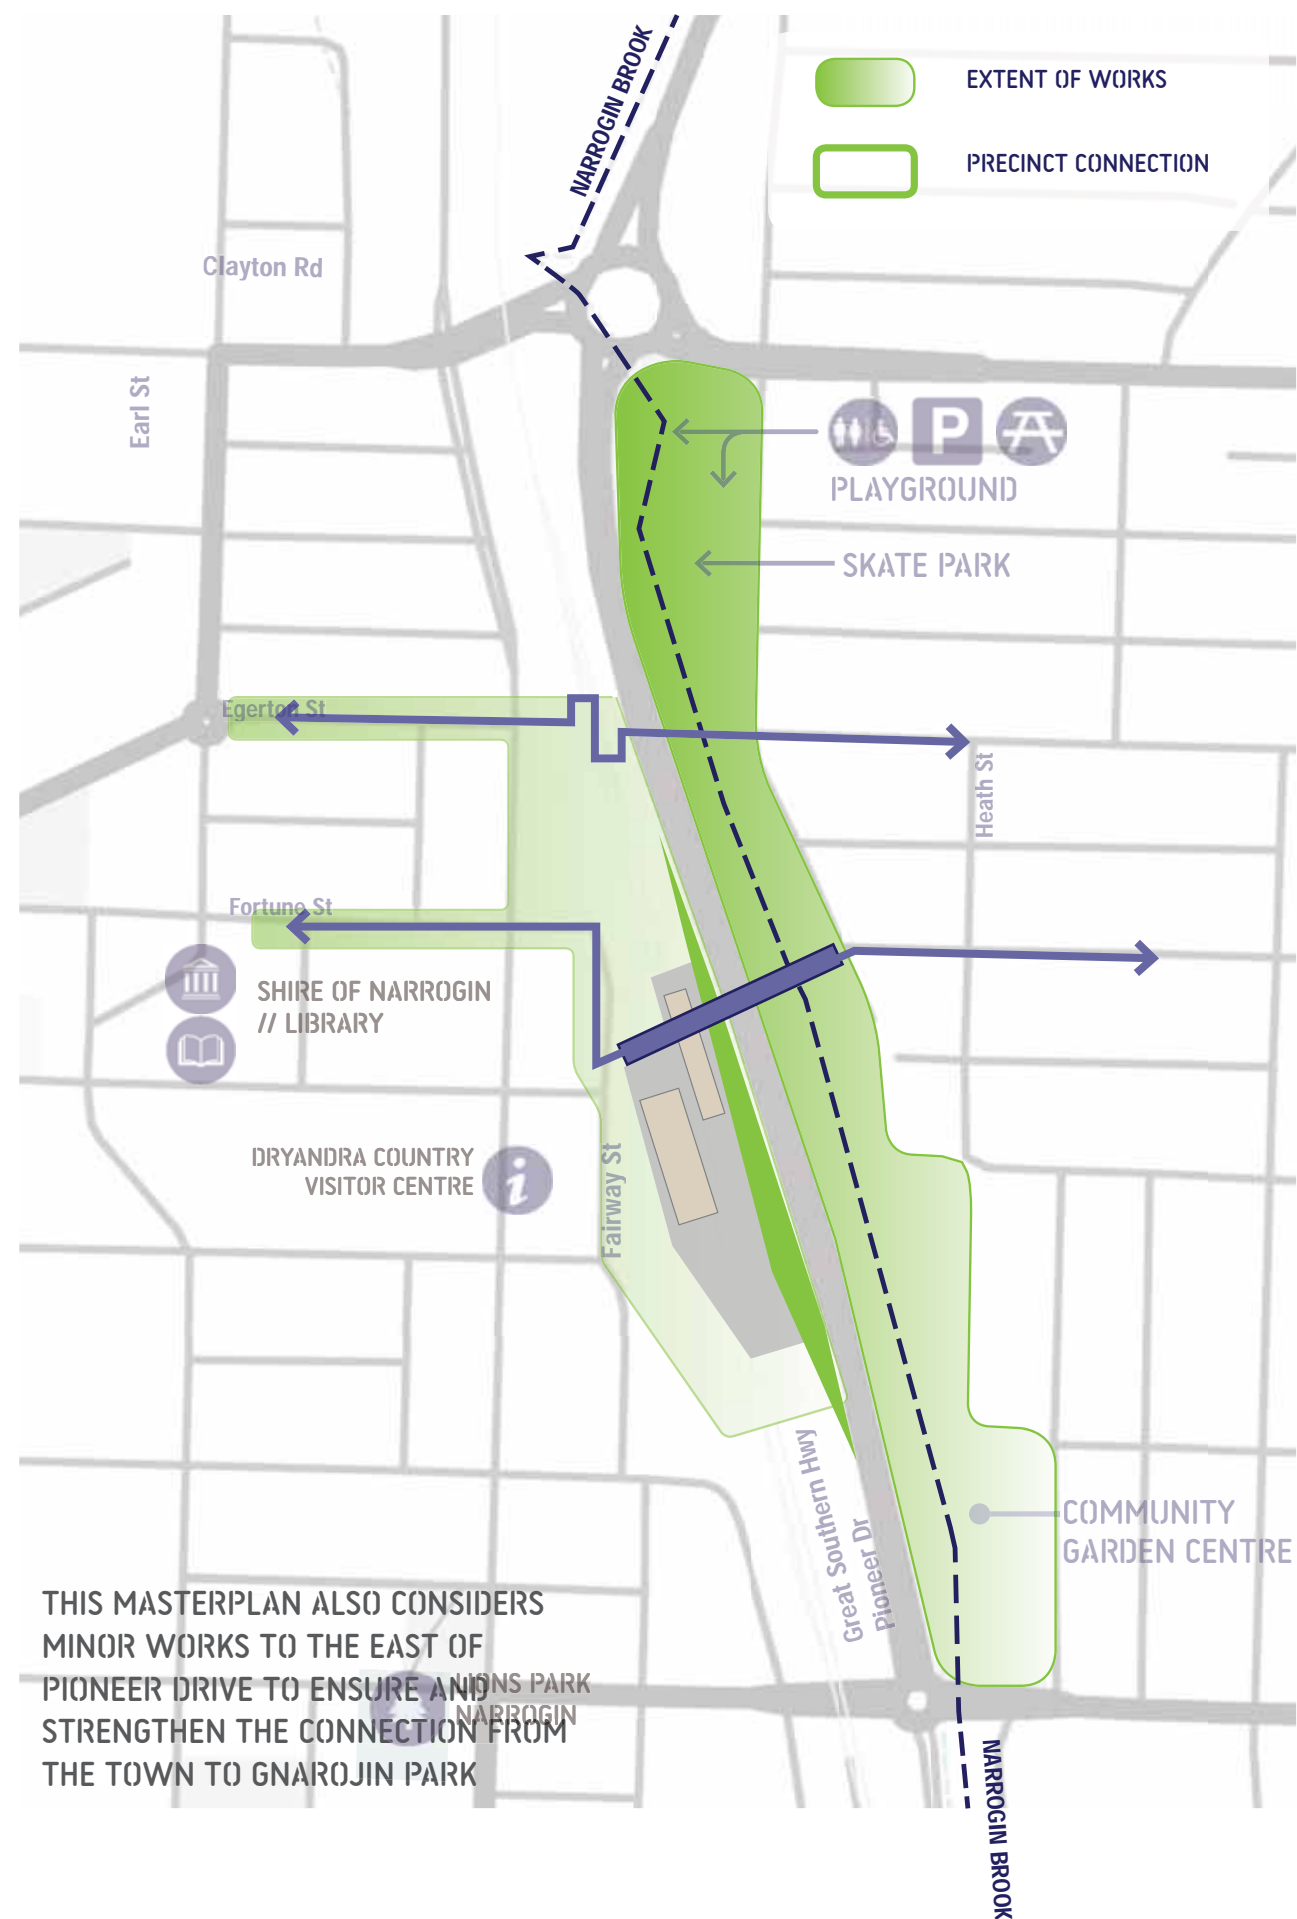 NARROGIN BROOK
EXTENT OF WORKS
PRECINCT CONNECTION
Clayton Rd
Earl St
P
PLAYGROUND
SKATE PARK
Egerton St
Heath St
Fortune St
SHIRE OF NARROGIN
// LIBRARY
DRYANDRA COUNTRY
VISITOR CENTRE
i
Fairway St
Great Southern Hwy
Pioneer Dr
COMMUNITY
GARDEN CENTRE
THIS MASTERPLAN ALSO CONSIDERS
MINOR WORKS TO THE EAST OF
PIONEER DRIVE TO ENSURE AND
STRENGTHEN THE CONNECTION FROM
THE TOWN TO GNAROJIN PARK
LIONS PARK
NARROGIN
NARROGIN BROOK